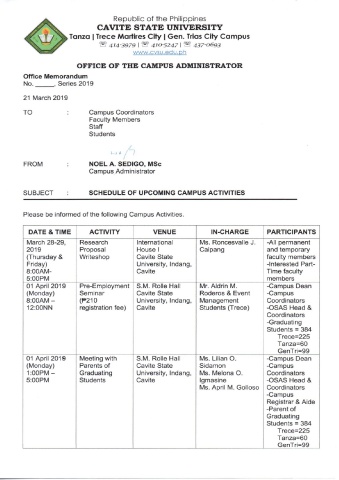 Republic of the Philippines
CAVITE STATE UNIVERSITY
Tanza | Trece Martires City | Gen. Trias City Campus
☏ 414-3979 | ☏ 410-5247 | ☏ 437-0693
www.cvsu.edu.ph
OFFICE OF THE CAMPUS ADMINISTRATOR
Office Memorandum
No. _____, Series 2019
21 March 2019
TO : Campus Coordinators
Faculty Members
Staff
Students
FROM : NOEL A. SEDIGO, MSc
Campus Administrator
SUBJECT : SCHEDULE OF UPCOMING CAMPUS ACTIVITIES
Please be informed of the following Campus Activities.
DATE & TIME ACTIVITY VENUE IN-CHARGE PARTICIPANTS
March 28-29, 2019 (Thursday & Friday) 8:00AM-5:00PM
Research Proposal Writeshop
International House I Cavite State University, Indang, Cavite
Ms. Roncesvalle J. Caipang
-All permanent and temporary faculty members
-Interested Part-Time faculty members
01 April 2019 (Monday) 8:00AM – 12:00NN
Pre-Employment Seminar (₱210 registration fee)
S.M. Rolle Hall Cavite State University, Indang, Cavite
Mr. Aldrin M. Roderos & Event Management Students (Trece)
-Campus Dean
-Campus Coordinators
-OSAS Head & Coordinators
-Graduating Students = 384
Trece=225
Tanza=60
GenTri=99
01 April 2019 (Monday) 1:00PM – 5:00PM
Meeting with Parents of Graduating Students
S.M. Rolle Hall Cavite State University, Indang, Cavite
Ms. Lilian O. Sidamon
Ms. Melona O. Igmasine
Ms. April M. Golloso
-Campus Dean
-Campus Coordinators
-OSAS Head & Coordinators
-Campus Registrar & Aide
-Parent of Graduating Students = 384
Trece=225
Tanza=60
GenTri=99